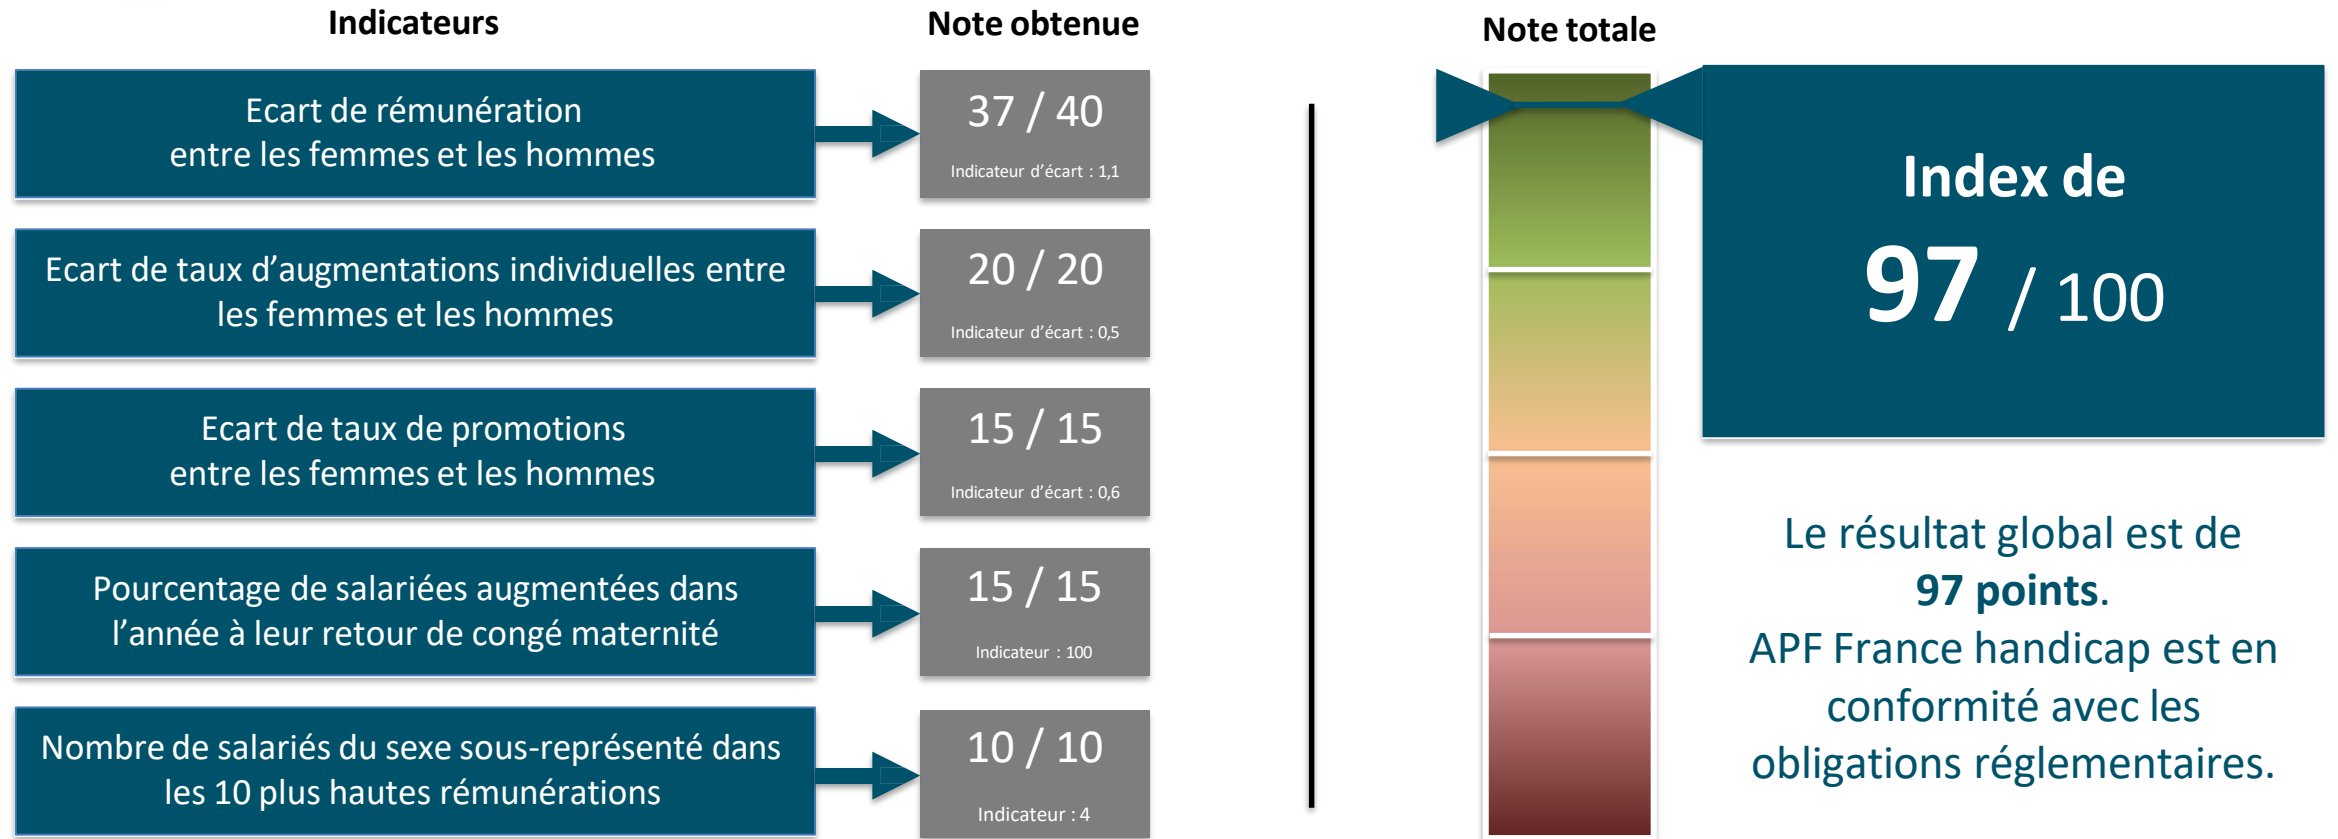 Indicateurs
Note obtenue
Note totale
Ecart de rémunération
entre les femmes et les hommes
37 / 40
Indicateur d’écart : 1,1
Ecart de taux d’augmentations individuelles entre
les femmes et les hommes
20 / 20
Indicateur d’écart : 0,5
Ecart de taux de promotions
entre les femmes et les hommes
15 / 15
Indicateur d’écart : 0,6
Pourcentage de salariées augmentées dans
l’année à leur retour de congé maternité
15 / 15
Indicateur : 100
Nombre de salariés du sexe sous-représenté dans
les 10 plus hautes rémunérations
10 / 10
Indicateur : 4
Index de
97 / 100
Le résultat global est de
97 points.
APF France handicap est en
conformité avec les
obligations réglementaires.